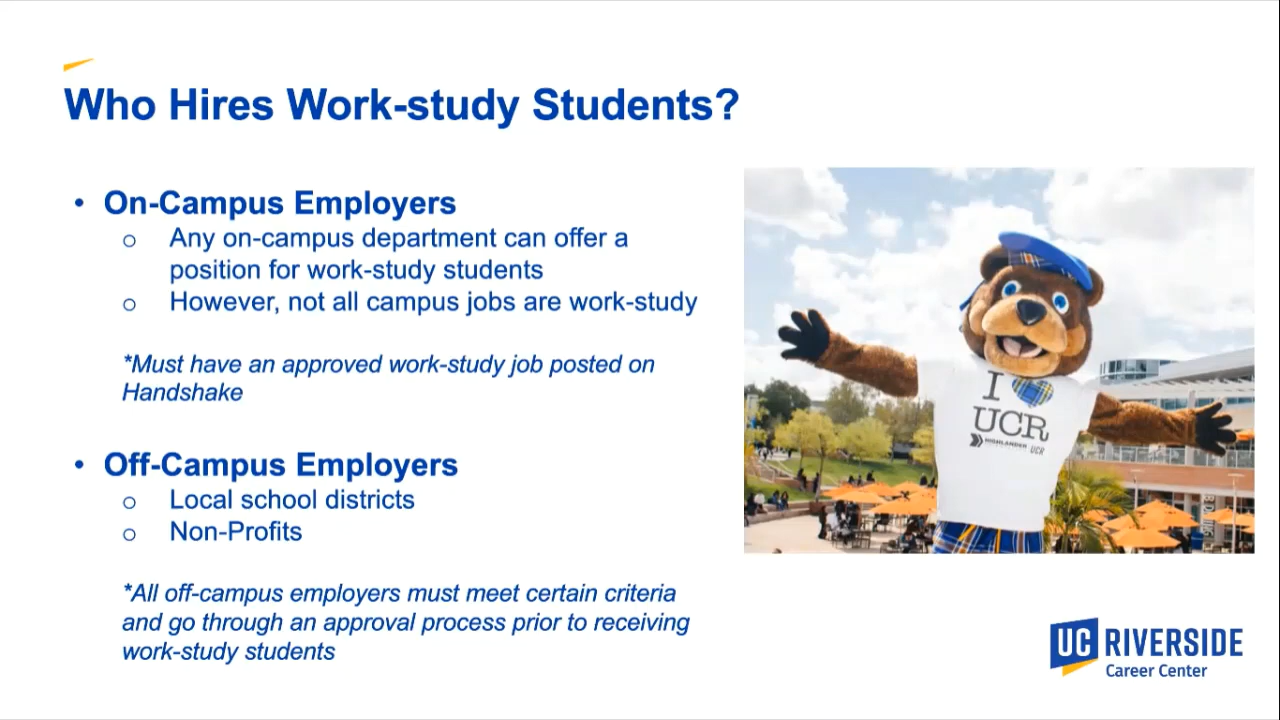 Who Hires Work-study Students?
• On-Campus Employers
o Any on-campus department can offer a
position for work-study students
o However, not all campus jobs are work-study
*Must have an approved work-study job posted on
Handshake
• Off-Campus Employers
o Local school districts
o Non-Profits
*All off-campus employers must meet certain criteria
and go through an approval process prior to receiving
work-study students
I
UCR
HIGHLANDER UCR
UC RIVERSIDE
Career Center